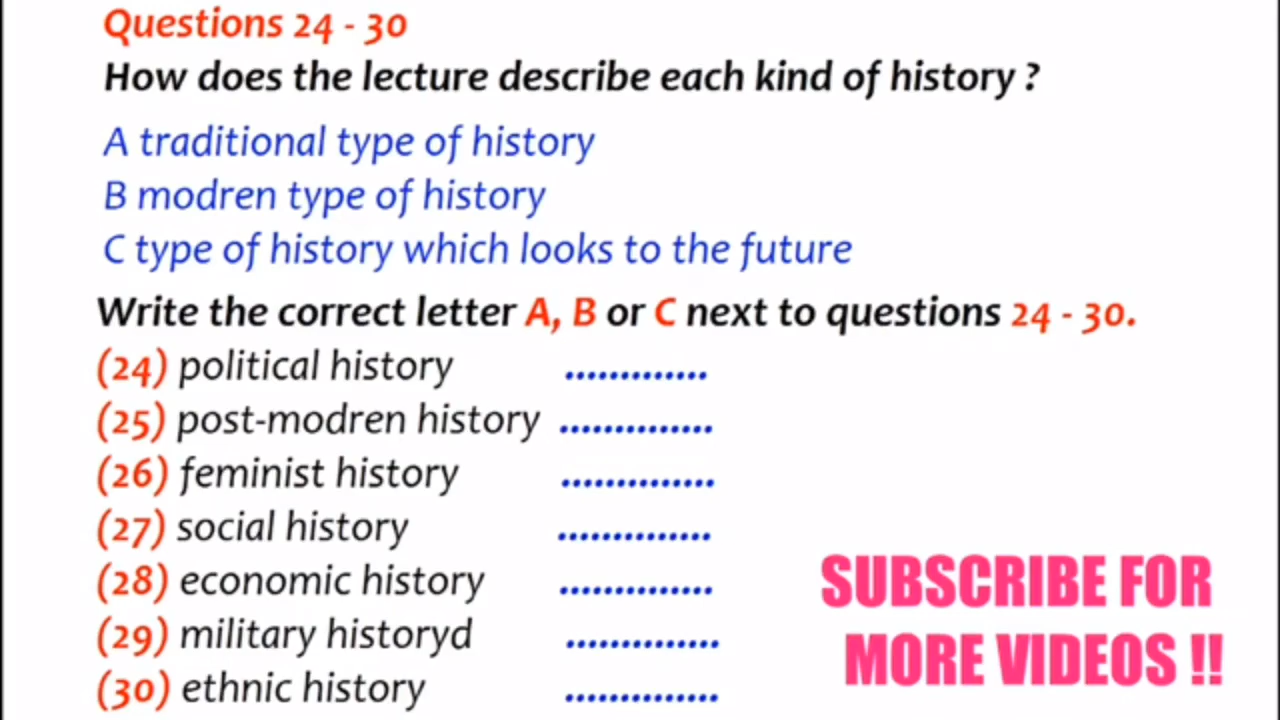 Questions 24 - 30
How does the lecture describe each kind of history ?
A traditional type of history
B modren type of history
C type of history which looks to the future
Write the correct letter A, B or C next to questions 24 - 30.
(24) political history .............
(25) post-modren history ..............
(26) feminist history ..............
(27) social history ..............
(28) economic history ..............
(29) military historyd ..............
(30) ethnic history ..............
SUBSCRIBE FOR
MORE VIDEOS !!